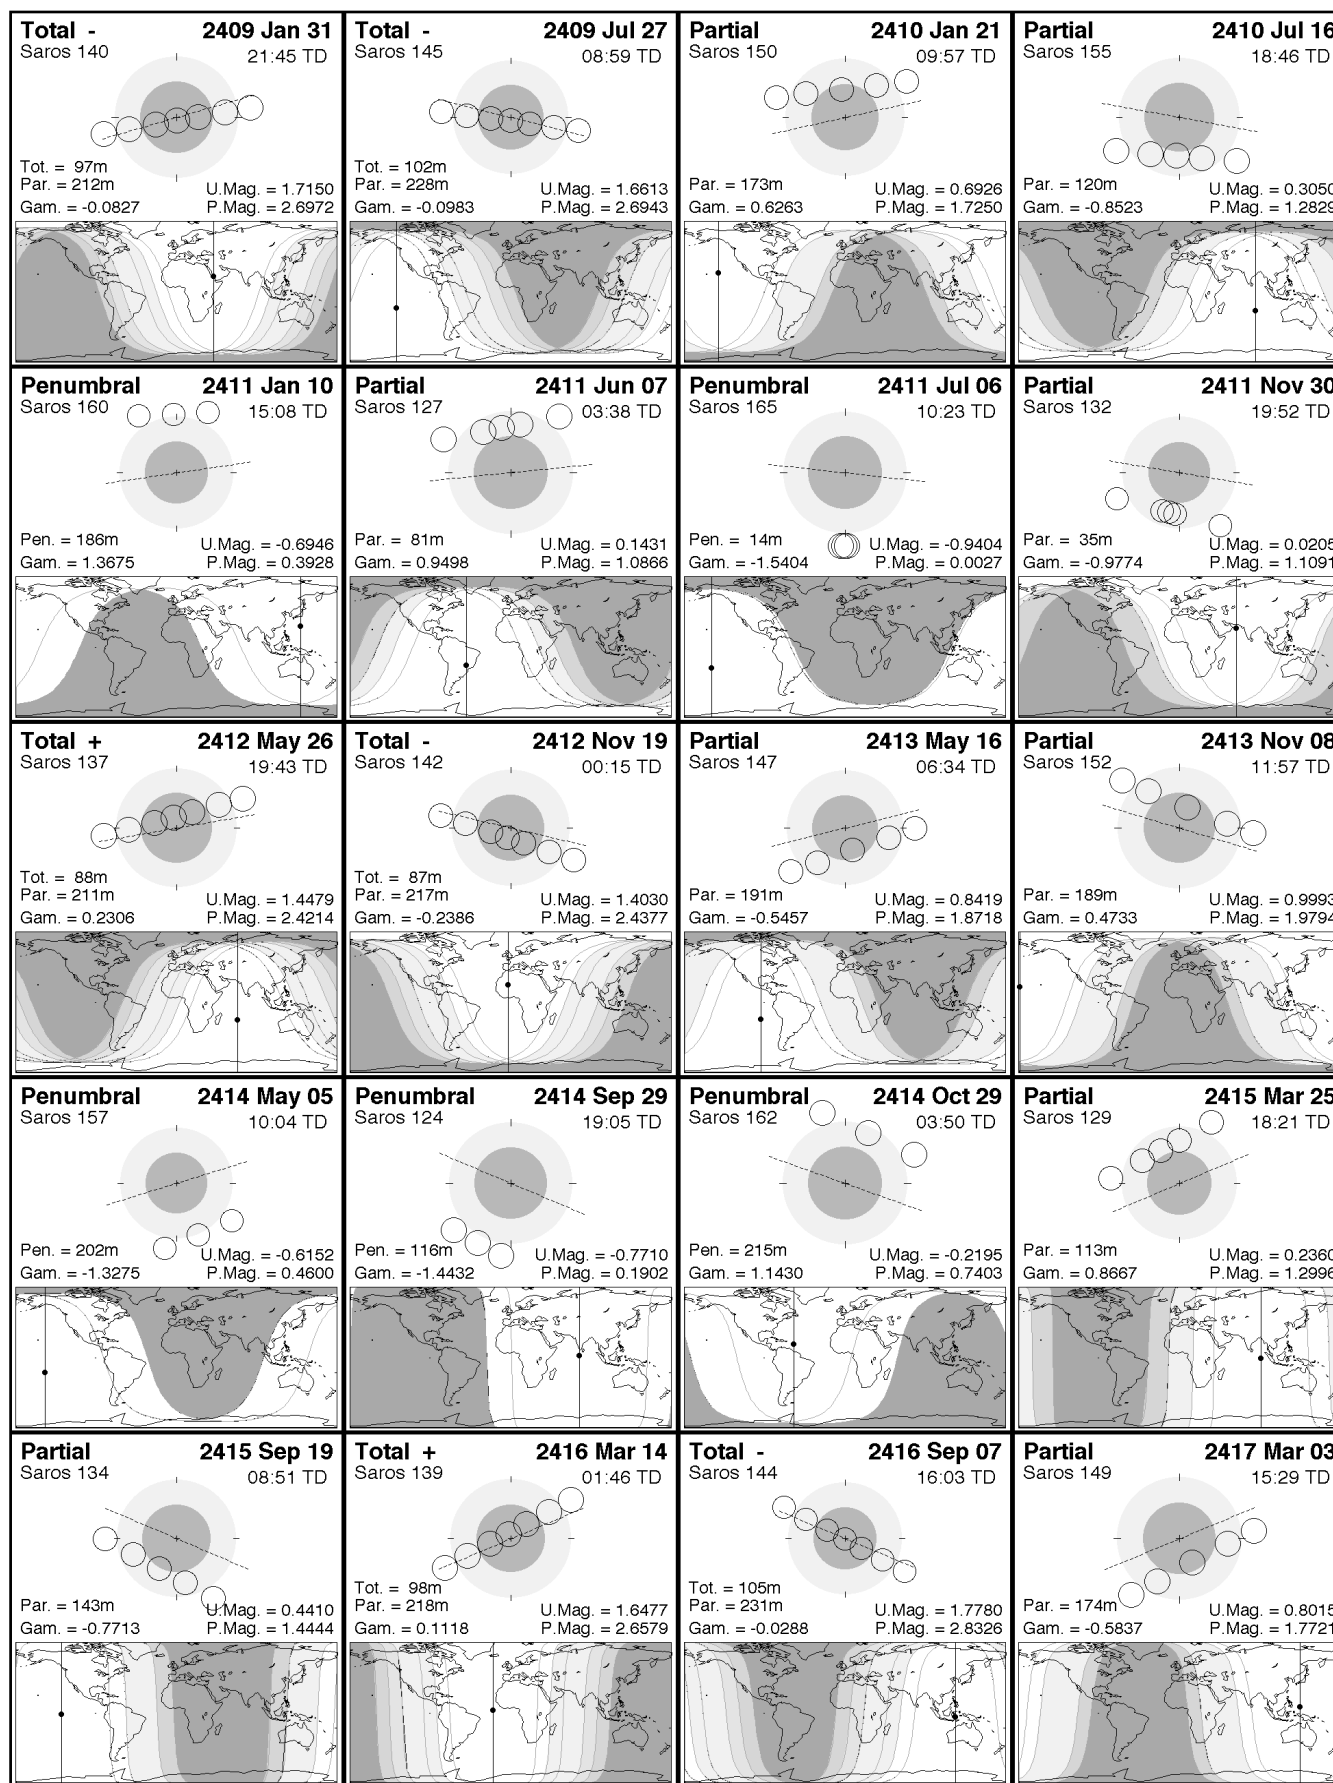 Total - 2409 Jan 31
Saros 140 21:45 TD
Tot. = 97m
Par. = 212m U.Mag. = 1.7150
Gam. = -0.0827 P.Mag. = 2.6972
Total - 2409 Jul 27
Saros 145 08:59 TD
Tot. = 102m
Par. = 228m U.Mag. = 1.6613
Gam. = -0.0983 P.Mag. = 2.6943
Partial 2410 Jan 21
Saros 150 09:57 TD
Par. = 173m U.Mag. = 0.6926
Gam. = 0.6263 P.Mag. = 1.7250
Partial 2410 Jul 16
Saros 155 18:46 TD
Par. = 120m U.Mag. = 0.3050
Gam. = -0.8523 P.Mag. = 1.2829
Penumbral 2411 Jan 10
Saros 160 15:08 TD
Pen. = 186m U.Mag. = -0.6946
Gam. = 1.3675 P.Mag. = 0.3928
Partial 2411 Jun 07
Saros 127 03:38 TD
Par. = 81m U.Mag. = 0.1431
Gam. = 0.9498 P.Mag. = 1.0866
Penumbral 2411 Jul 06
Saros 165 10:23 TD
Pen. = 14m U.Mag. = -0.9404
Gam. = -1.5404 P.Mag. = 0.0027
Partial 2411 Nov 30
Saros 132 19:52 TD
Par. = 35m U.Mag. = 0.0205
Gam. = -0.9774 P.Mag. = 1.1091
Total + 2412 May 26
Saros 137 19:43 TD
Tot. = 88m
Par. = 211m U.Mag. = 1.4479
Gam. = 0.2306 P.Mag. = 2.4214
Total - 2412 Nov 19
Saros 142 00:15 TD
Tot. = 87m
Par. = 217m U.Mag. = 1.4030
Gam. = -0.2386 P.Mag. = 2.4377
Partial 2413 May 16
Saros 147 06:34 TD
Par. = 191m U.Mag. = 0.8419
Gam. = -0.5457 P.Mag. = 1.8718
Partial 2413 Nov 08
Saros 152 11:57 TD
Par. = 189m U.Mag. = 0.9993
Gam. = 0.4733 P.Mag. = 1.9794
Penumbral 2414 May 05
Saros 157 10:04 TD
Pen. = 202m U.Mag. = -0.6152
Gam. = -1.3275 P.Mag. = 0.4600
Penumbral 2414 Sep 29
Saros 124 19:05 TD
Pen. = 116m U.Mag. = -0.7710
Gam. = -1.4432 P.Mag. = 0.1902
Penumbral 2414 Oct 29
Saros 162 03:50 TD
Pen. = 215m U.Mag. = -0.2195
Gam. = 1.1430 P.Mag. = 0.7403
Partial 2415 Mar 25
Saros 129 18:21 TD
Par. = 113m U.Mag. = 0.2360
Gam. = 0.8667 P.Mag. = 1.2996
Partial 2415 Sep 19
Saros 134 08:51 TD
Par. = 143m U.Mag. = 0.4410
Gam. = -0.7713 P.Mag. = 1.4444
Total + 2416 Mar 14
Saros 139 01:46 TD
Tot. = 98m
Par. = 218m U.Mag. = 1.6477
Gam. = 0.1118 P.Mag. = 2.6579
Total - 2416 Sep 07
Saros 144 16:03 TD
Tot. = 105m
Par. = 231m U.Mag. = 1.7780
Gam. = -0.0288 P.Mag. = 2.8326
Partial 2417 Mar 03
Saros 149 15:29 TD
Par. = 174m U.Mag. = 0.8015
Gam. = -0.5837 P.Mag. = 1.7721